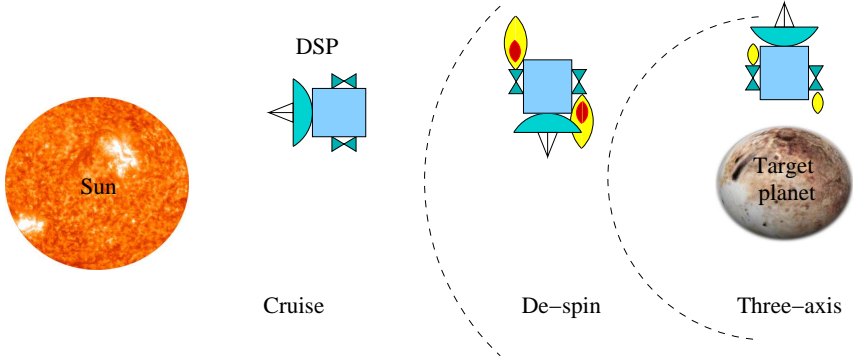 DSP
Sun
Target
planet
Cruise
De−spin
Three−axis